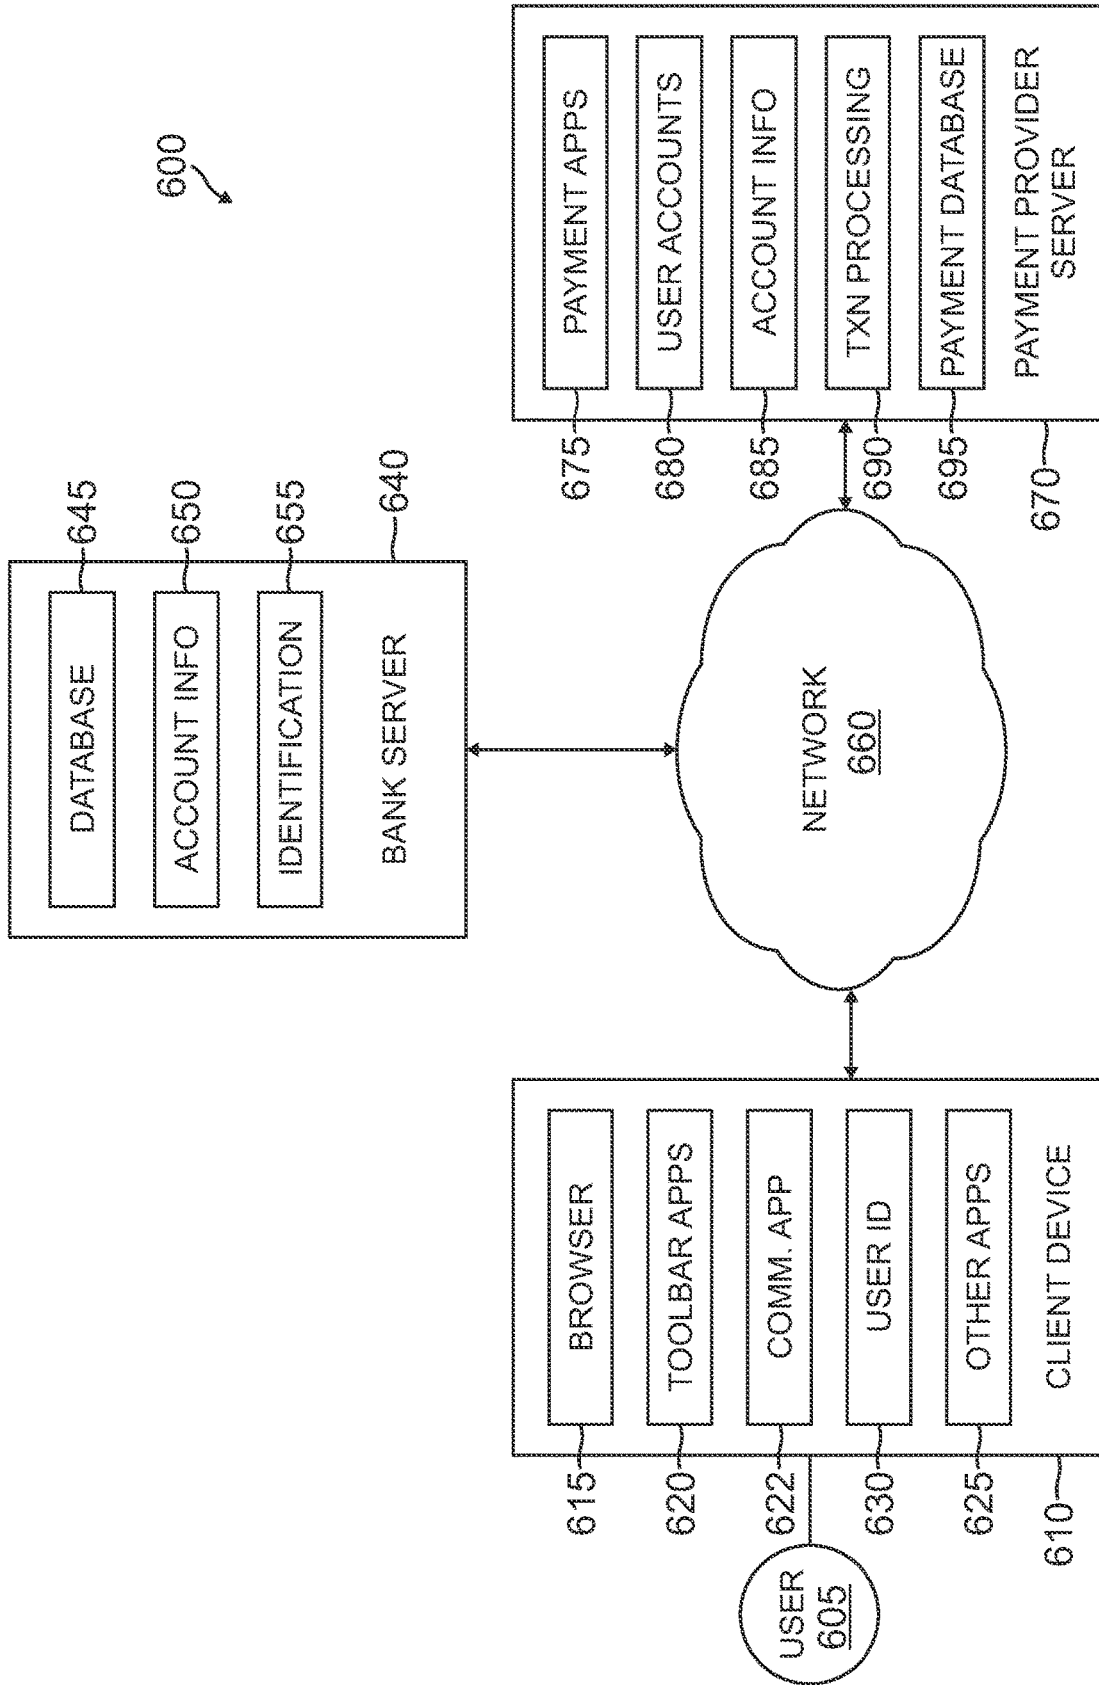 600
DATABASE
645
ACCOUNT INFO
650
IDENTIFICATION
655
BANK SERVER
640
USER
605
615
BROWSER
620
TOOLBAR APPS
622
COMM. APP
630
USER ID
625
OTHER APPS
610
CLIENT DEVICE
NETWORK
660
675
PAYMENT APPS
680
USER ACCOUNTS
685
ACCOUNT INFO
690
TXN PROCESSING
695
PAYMENT DATABASE
670
PAYMENT PROVIDER
SERVER